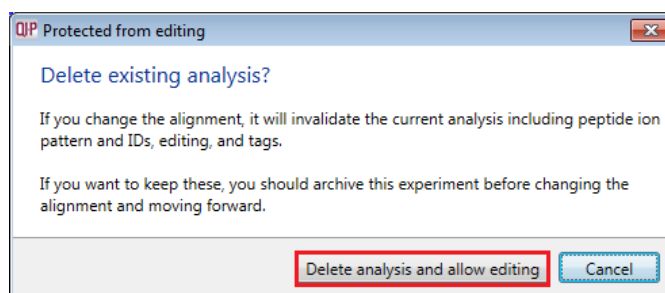 QIP Protected from editing
Delete existing analysis?
If you change the alignment, it will invalidate the current analysis including peptide ion
pattern and IDs, editing, and tags.
If you want to keep these, you should archive this experiment before changing the
alignment and moving forward.
Delete analysis and allow editing Cancel